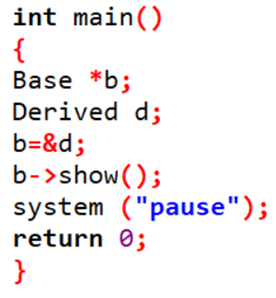 int main()
{
Base *b;
Derived d;
b=&d;
b->show();
system ("pause");
return 0;
}